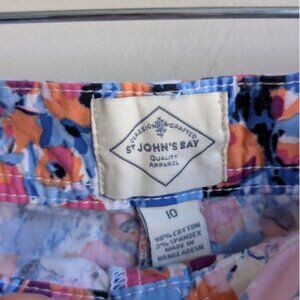 CLASSIC CRAFTED
ST JOHN'S BAY
QUALITY
APPAREL
10
98% COTTON
2% SPANDEX
MADE IN
BANGLADESH